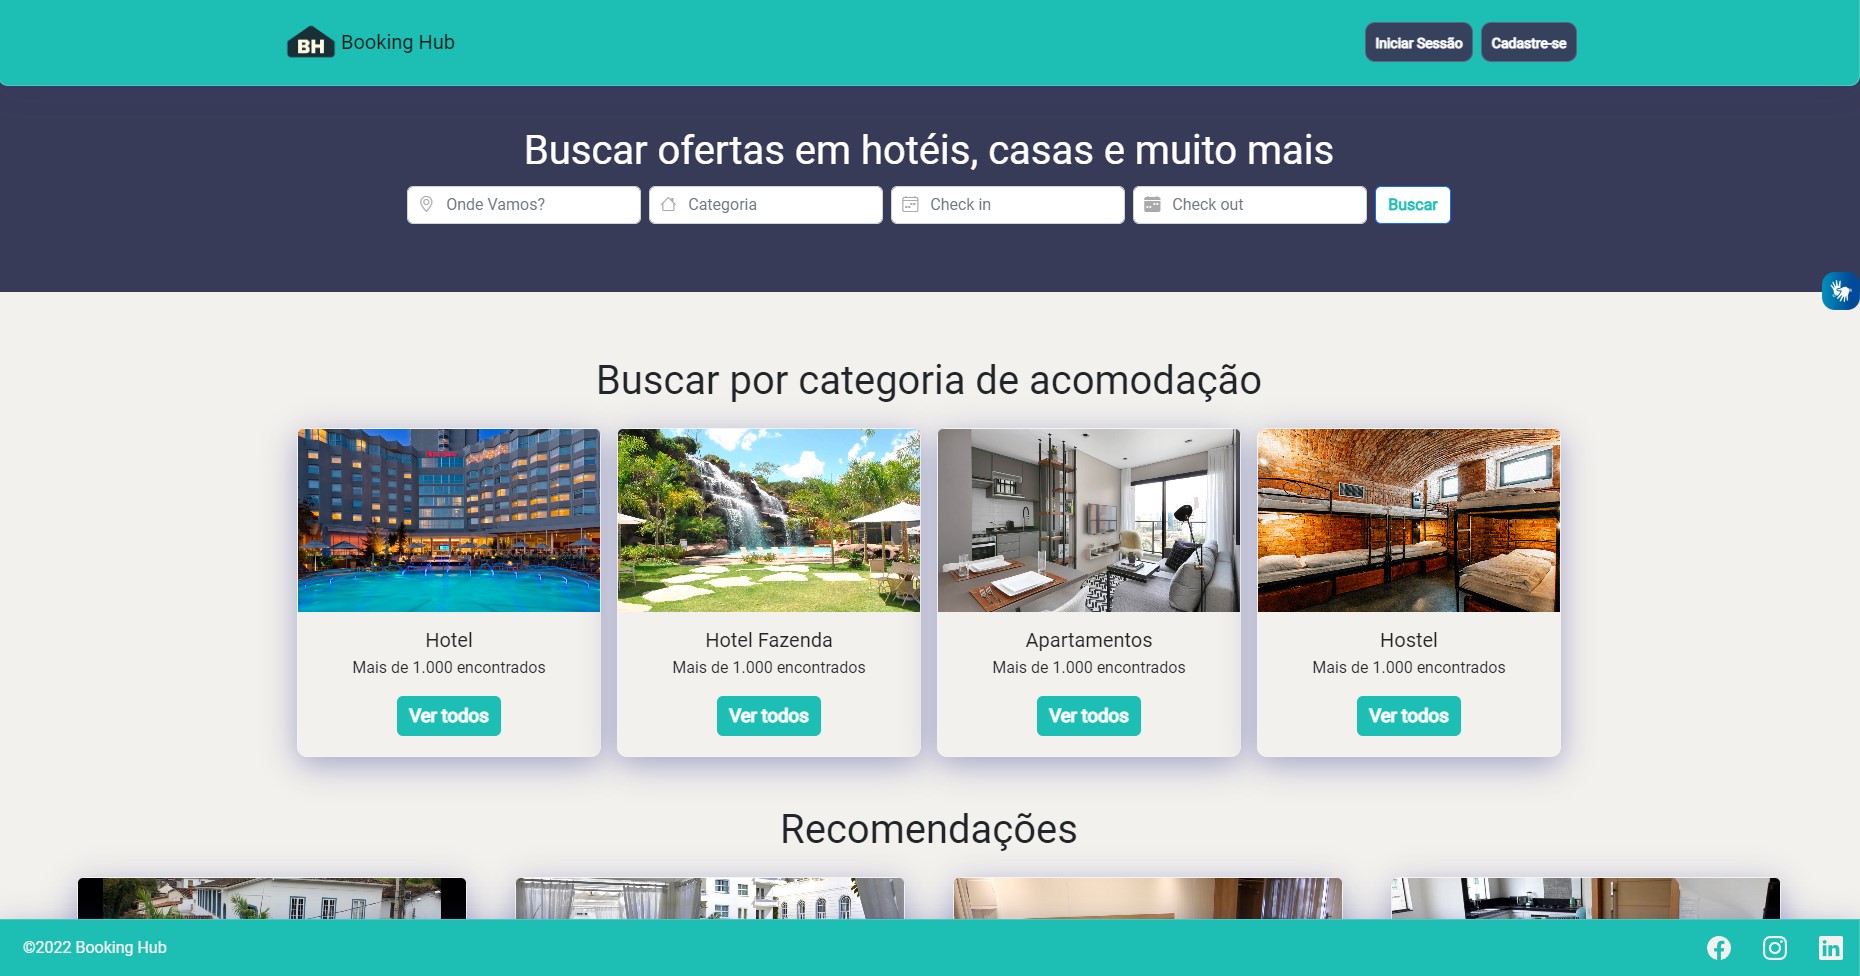 BH Booking Hub
Iniciar Sessão
Cadastre-se
Buscar ofertas em hotéis, casas e muito mais
Onde Vamos?
Categoria
Check in
Check out
Buscar
Buscar por categoria de acomodação
Hotel
Mais de 1.000 encontrados
Ver todos
Hotel Fazenda
Mais de 1.000 encontrados
Ver todos
Apartamentos
Mais de 1.000 encontrados
Ver todos
Hostel
Mais de 1.000 encontrados
Ver todos
Recomendações
©2022 Booking Hub